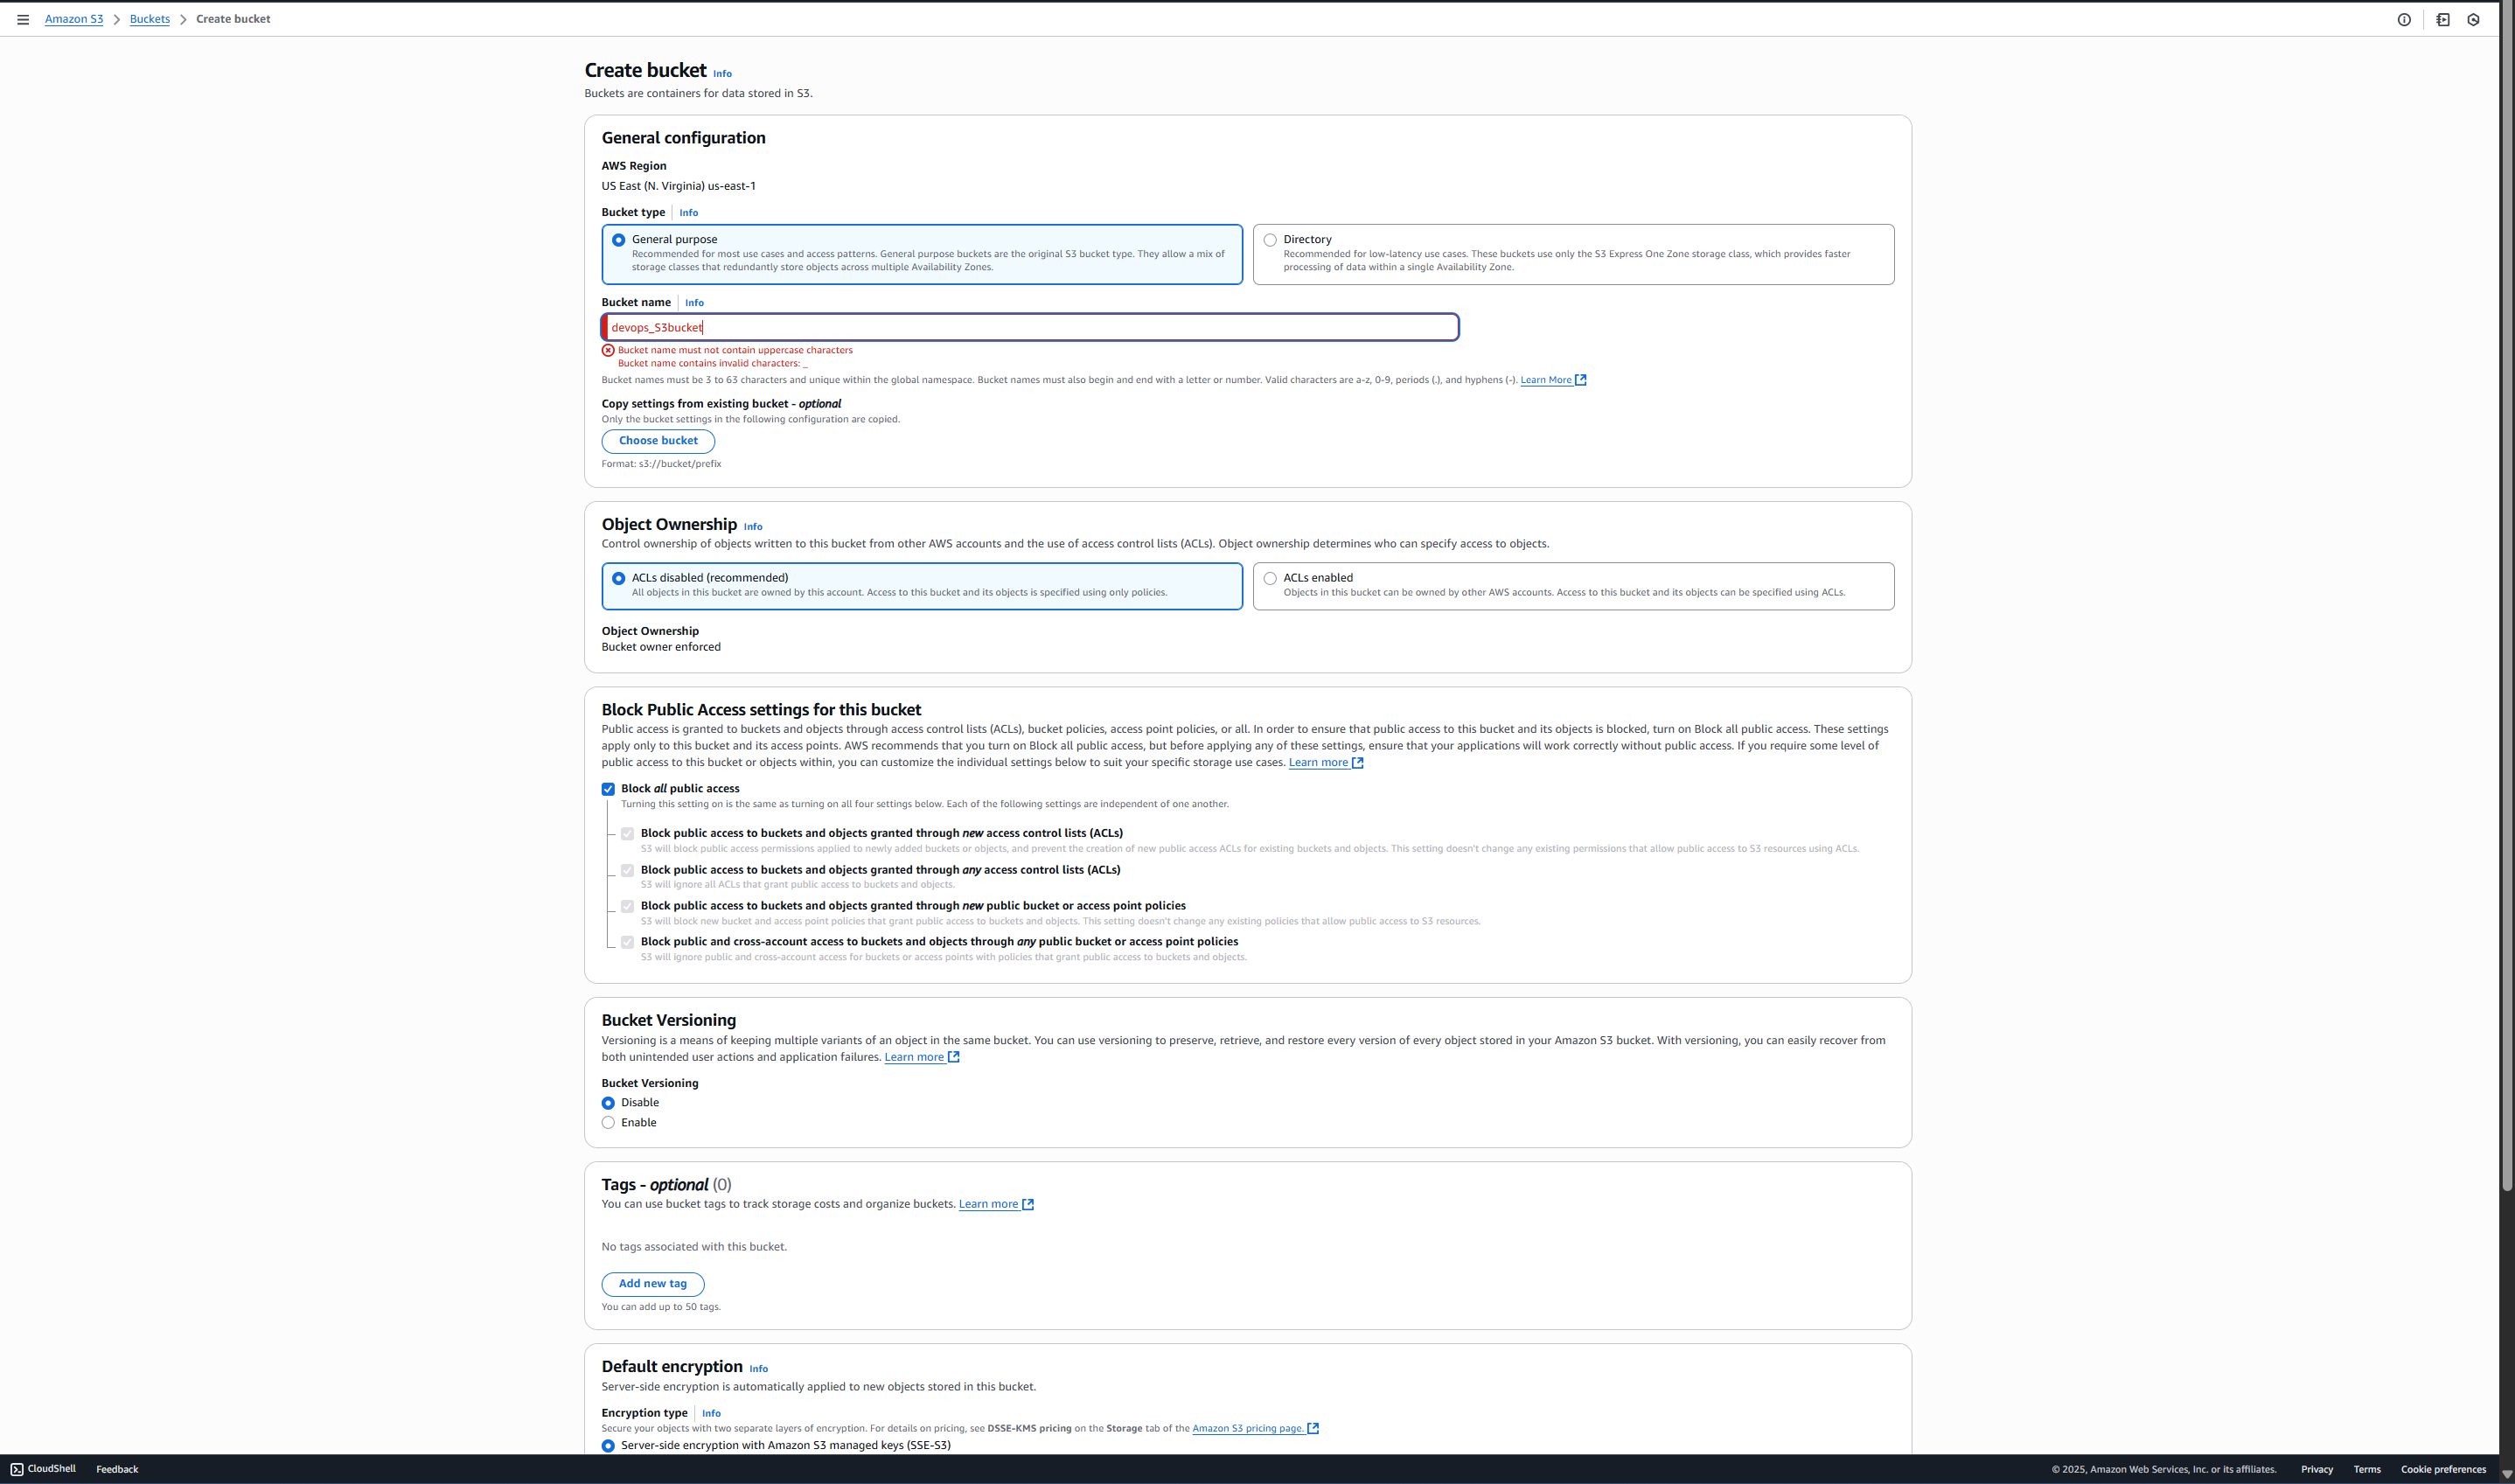 Amazon S3 > Buckets > Create bucket
Create bucket Info
Buckets are containers for data stored in S3.
General configuration
AWS Region
US East (N. Virginia) us-east-1
Bucket type Info
General purpose
Recommended for most use cases and access patterns. General purpose buckets are the original S3 bucket type. They allow a mix of
storage classes that redundantly store objects across multiple Availability Zones.
Directory
Recommended for low-latency use cases. These buckets use only the S3 Express One Zone storage class, which provides faster
processing of data within a single Availability Zone.
Bucket name Info
devops_S3bucket
Bucket name must not contain uppercase characters
Bucket name contains invalid characters: _
Bucket names must be 3 to 63 characters and unique within the global namespace. Bucket names must also begin and end with a letter or number. Valid characters are a-z, 0-9, periods (.), and hyphens (-). Learn More
Copy settings from existing bucket - optional
Only the bucket settings in the following configuration are copied.
Choose bucket
Format: s3://bucket/prefix
Object Ownership Info
Control ownership of objects written to this bucket from other AWS accounts and the use of access control lists (ACLs). Object ownership determines who can specify access to objects.
ACLs disabled (recommended)
All objects in this bucket are owned by this account. Access to this bucket and its objects is specified using only policies.
ACLs enabled
Objects in this bucket can be owned by other AWS accounts. Access to this bucket and its objects can be specified using ACLs.
Object Ownership
Bucket owner enforced
Block Public Access settings for this bucket
Public access is granted to buckets and objects through access control lists (ACLs), bucket policies, access point policies, or all. In order to ensure that public access to this bucket and its objects is blocked, turn on Block all public access. These settings
apply only to this bucket and its access points. AWS recommends that you turn on Block all public access, but before applying any of these settings, ensure that your applications will work correctly without public access. If you require some level of
public access to this bucket or objects within, you can customize the individual settings below to suit your specific storage use cases. Learn more
Block all public access
Turning this setting on is the same as turning on all four settings below. Each of the following settings are independent of one another.
Block public access to buckets and objects granted through new access control lists (ACLs)
S3 will block public access permissions applied to newly added buckets or objects, and prevent the creation of new public access ACLs for existing buckets and objects. This setting doesn't change any existing permissions that allow public access to S3 resources using ACLs.
Block public access to buckets and objects granted through any access control lists (ACLs)
S3 will ignore all ACLs that grant public access to buckets and objects.
Block public access to buckets and objects granted through new public bucket or access point policies
S3 will block new bucket and access point policies that grant public access to buckets and objects. This setting doesn't change any existing policies that allow public access to S3 resources.
Block public and cross-account access to buckets and objects through any public bucket or access point policies
S3 will ignore public and cross-account access for buckets or access points with policies that grant public access to buckets and objects.
Bucket Versioning
Versioning is a means of keeping multiple variants of an object in the same bucket. You can use versioning to preserve, retrieve, and restore every version of every object stored in your Amazon S3 bucket. With versioning, you can easily recover from
both unintended user actions and application failures. Learn more
Bucket Versioning
Disable
Enable
Tags - optional (0)
You can use bucket tags to track storage costs and organize buckets. Learn more
No tags associated with this bucket.
Add new tag
You can add up to 50 tags.
Default encryption Info
Server-side encryption is automatically applied to new objects stored in this bucket.
Encryption type Info
Secure your objects with two separate layers of encryption. For details on pricing, see DSSE-KMS pricing on the Storage tab of the Amazon S3 pricing page.
Server-side encryption with Amazon S3 managed keys (SSE-S3)
CloudShell Feedback © 2025, Amazon Web Services, Inc. or its affiliates. Privacy Terms Cookie preferences